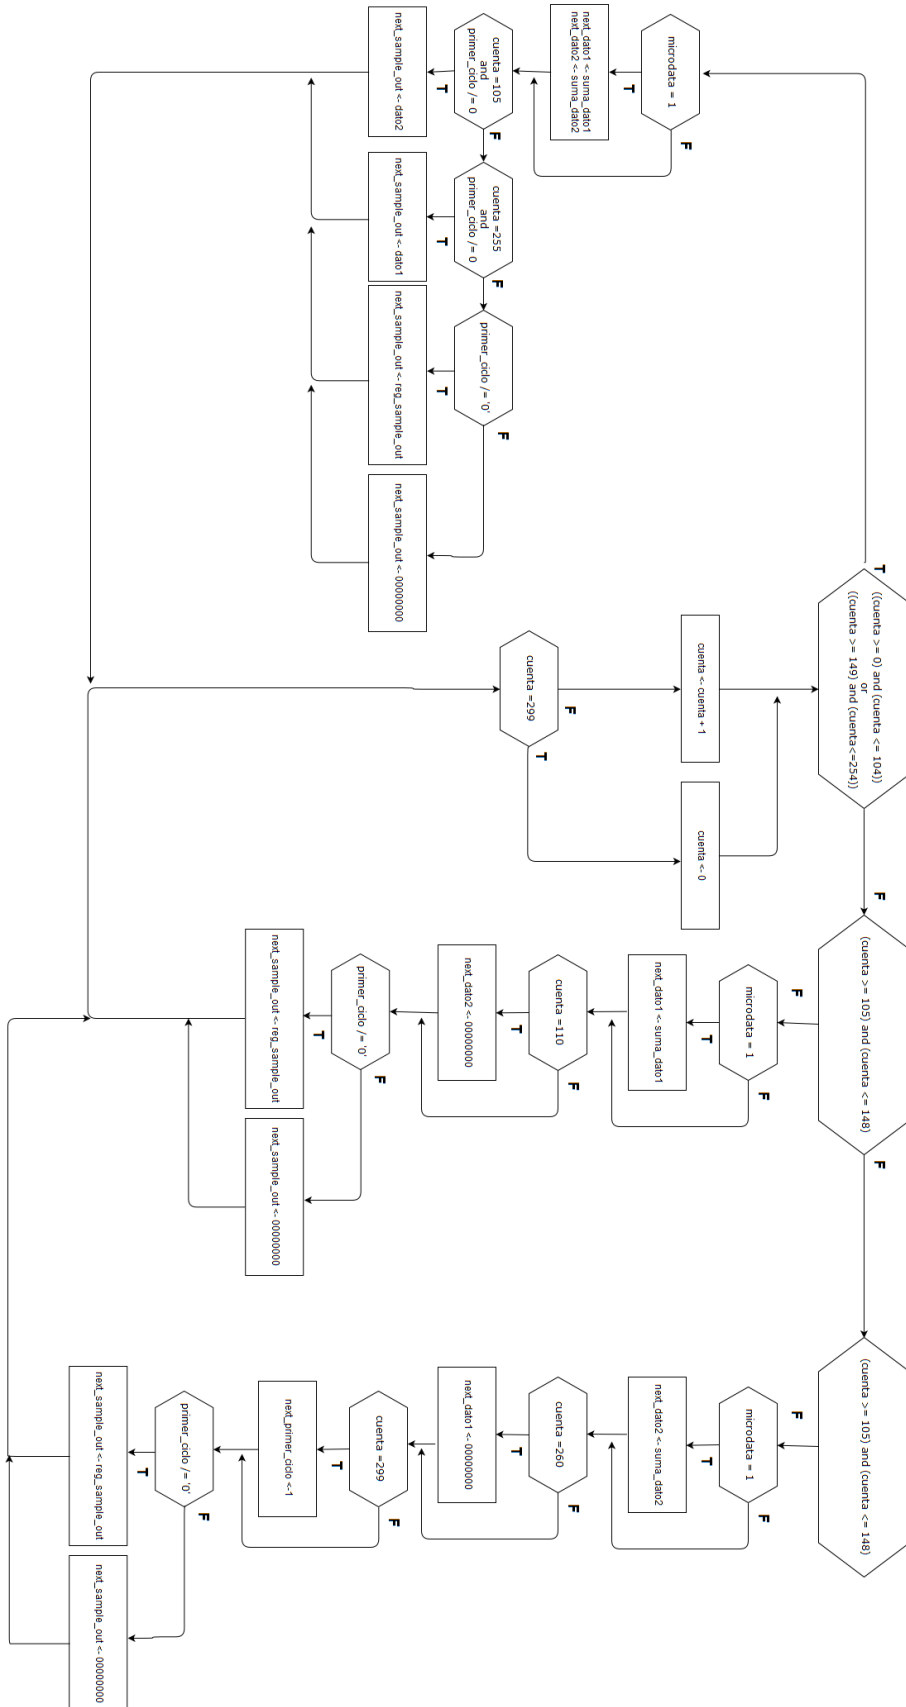 ((cuenta >= 0) and (cuenta <= 104))
or
((cuenta >= 149) and (cuenta<=254))
T
F
microdata = 1
T
F
next_dato1 <- suma_dato1
next_dato2 <- suma_dato2
cuenta =105
and
primer_ciclo /= 0
T
F
next_sample_out <- dato2
cuenta =255
and
primer_ciclo /= 0
T
F
next_sample_out <- dato1
primer_ciclo /= '0'
T
F
next_sample_out <- reg_sample_out
next_sample_out <- 00000000
cuenta =299
F
T
cuenta <- cuenta + 1
cuenta <- 0
(cuenta >= 105) and (cuenta <= 148)
F
F
microdata = 1
T
F
next_dato1 <- suma_dato1
cuenta =110
T
F
next_dato2 <- 00000000
primer_ciclo /= '0'
T
F
next_sample_out <- reg_sample_out
next_sample_out <- 00000000
(cuenta >= 105) and (cuenta <= 148)
F
microdata = 1
T
F
next_dato2 <- suma_dato2
cuenta =260
T
F
next_dato1 <- 00000000
cuenta =299
T
F
next_primer_ciclo <-1
primer_ciclo /= '0'
T
F
next_sample_out <- reg_sample_out
next_sample_out <- 00000000